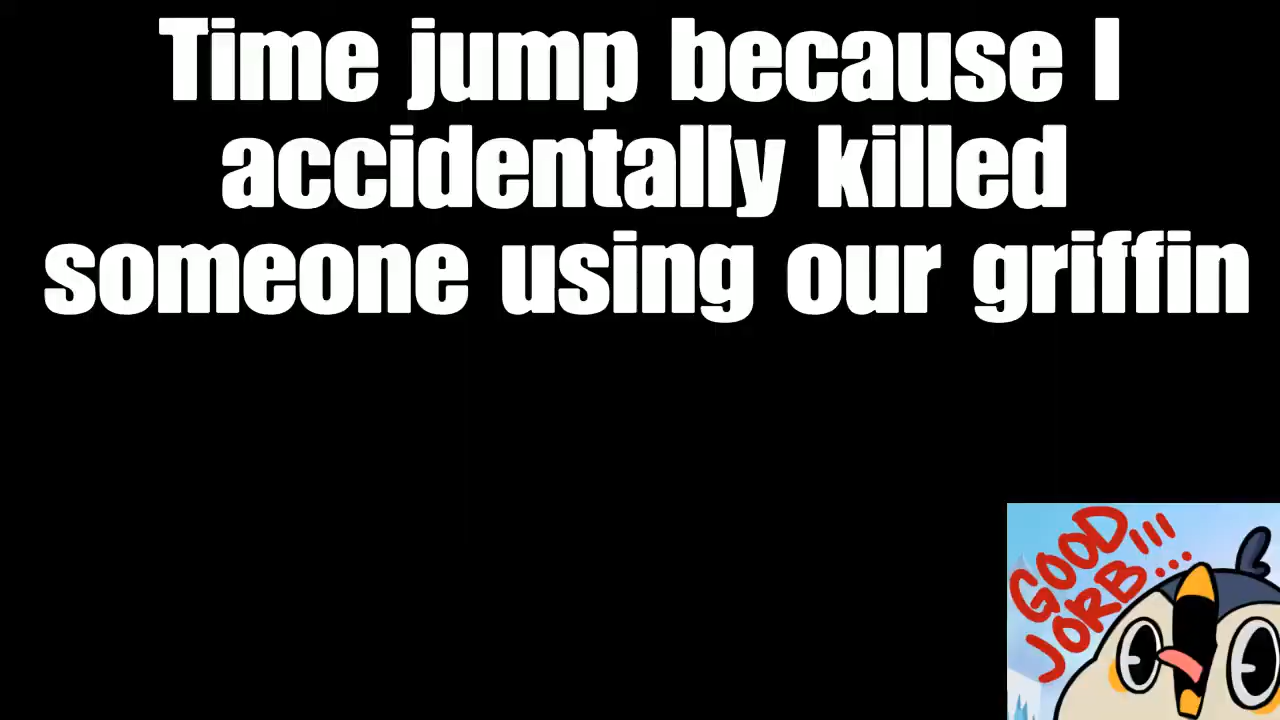 Time jump because I
accidentally killed
someone using our griffin
GOOD
JORB!!!...